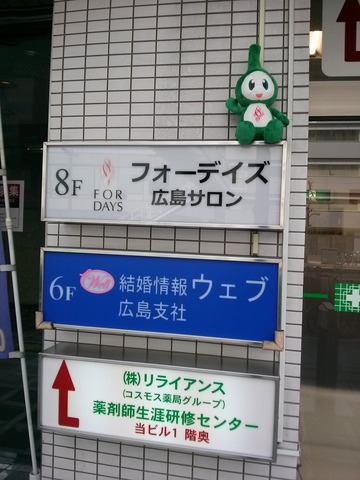 8F
FOR
DAYS
フォーデイズ
広島サロン
6F
Well
結婚情報 ウェブ
広島支社
(株)リライアンス
(コスモス薬局グループ)
薬剤師生涯研修センター
当ビル1階奥